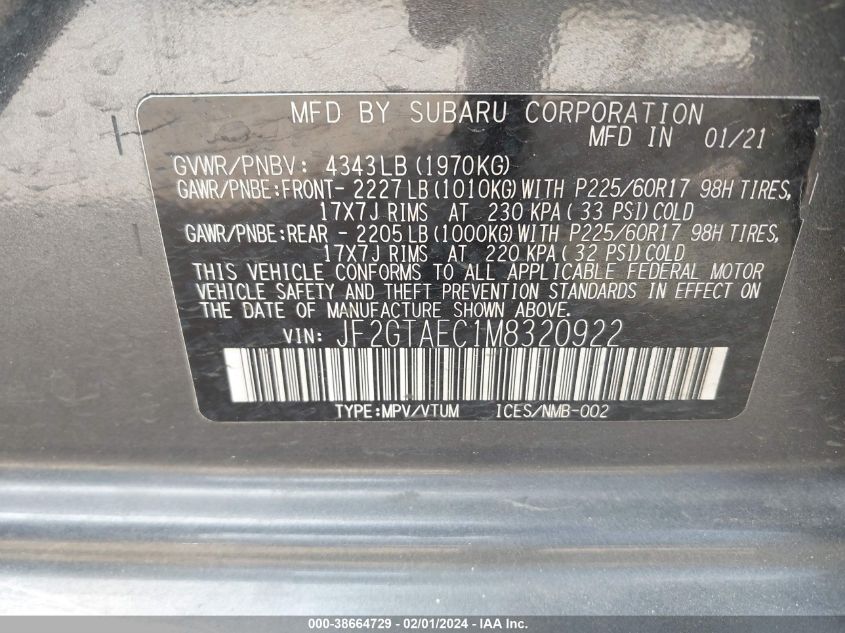 MFD BY SUBARU CORPORATION
MFD IN 01/21
GVWR/PNBV: 4343LB (1970KG)
GAWR/PNBE:FRONT- 2227 LB (1010KG) WITH P225/60R17 98H TIRES,
17X7J RIMS AT 230 KPA ( 33 PSI) COLD
GAWR/PNBE:REAR - 2205 LB (1000KG) WITH P225/60R17 98H TIRES,
17X7J RIMS AT 220 KPA ( 32 PSI) COLD
THIS VEHICLE CONFORMS TO ALL APPLICABLE FEDERAL MOTOR
VEHICLE SAFETY AND THEFT PREVENTION STANDARDS IN EFFECT ON
THE DATE OF MANUFACTURE SHOWN ABOVE.
VIN: JF2GTAEC1M8320922
TYPE:MPV/VTUM ICES/NMB-002
000-38664729 - 02/01/2024 - IAA Inc.